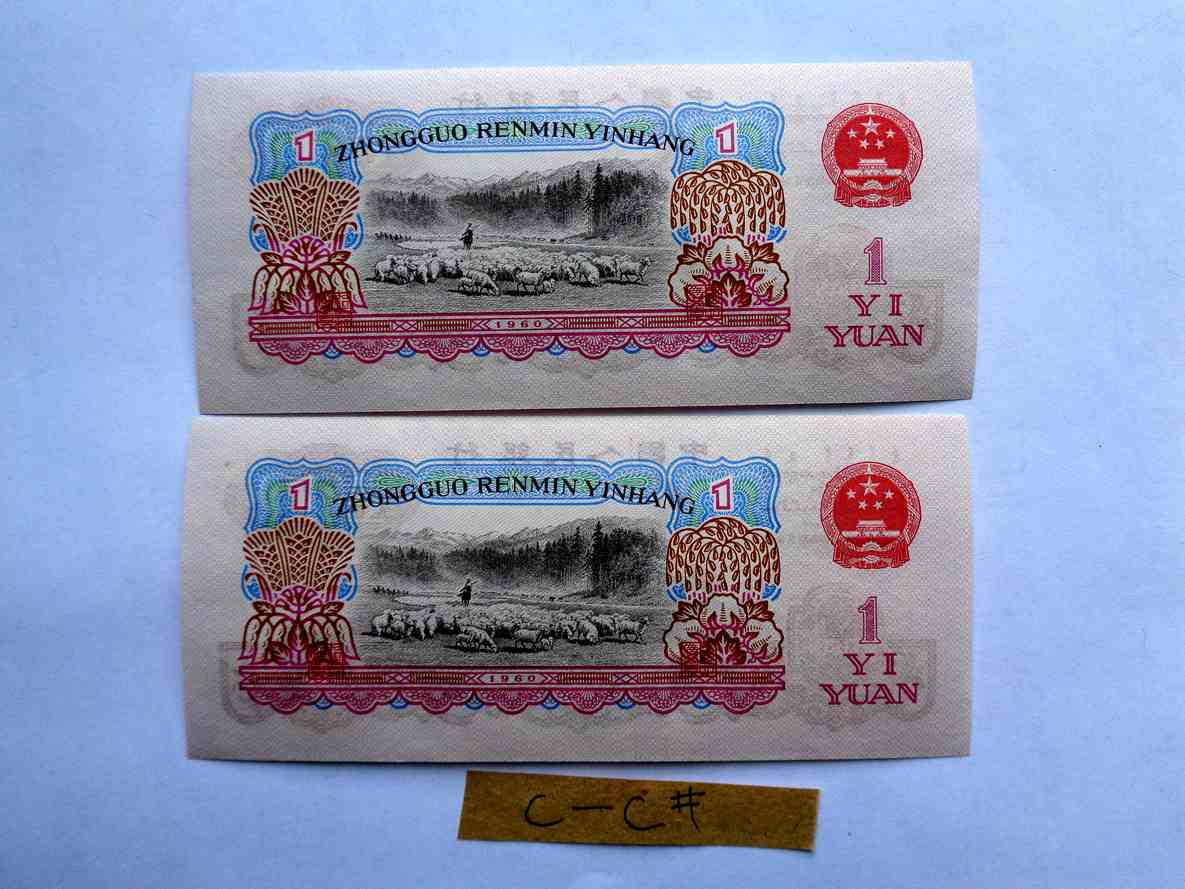 1 ZHONGGUO RENMIN YINHANG 1
1960
1
YI
YUAN
1 ZHONGGUO RENMIN YINHANG 1
1960
1
YI
YUAN
C-C#